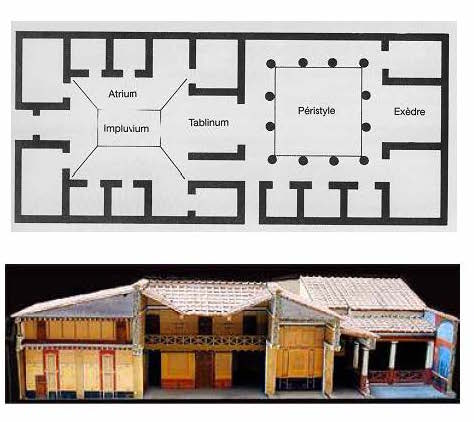 Atrium
Impluvium
Tablinum
Péristyle
Exèdre